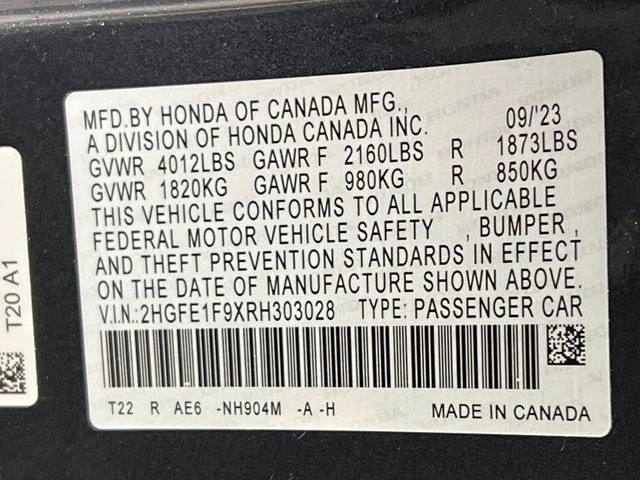 MFD.BY HONDA OF CANADA MFG.,
A DIVISION OF HONDA CANADA INC. 09/'23
GVWR 4012LBS GAWR F 2160LBS R 1873LBS
GVWR 1820KG GAWR F 980KG R 850KG
THIS VEHICLE CONFORMS TO ALL APPLICABLE
FEDERAL MOTOR VEHICLE SAFETY , BUMPER ,
AND THEFT PREVENTION STANDARDS IN EFFECT
ON THE DATE OF MANUFACTURE SHOWN ABOVE.
V.I.N.:2HGFE1F9XRH303028 TYPE: PASSENGER CAR
T22 R AE6 -NH904M -A -H MADE IN CANADA
T20 A1